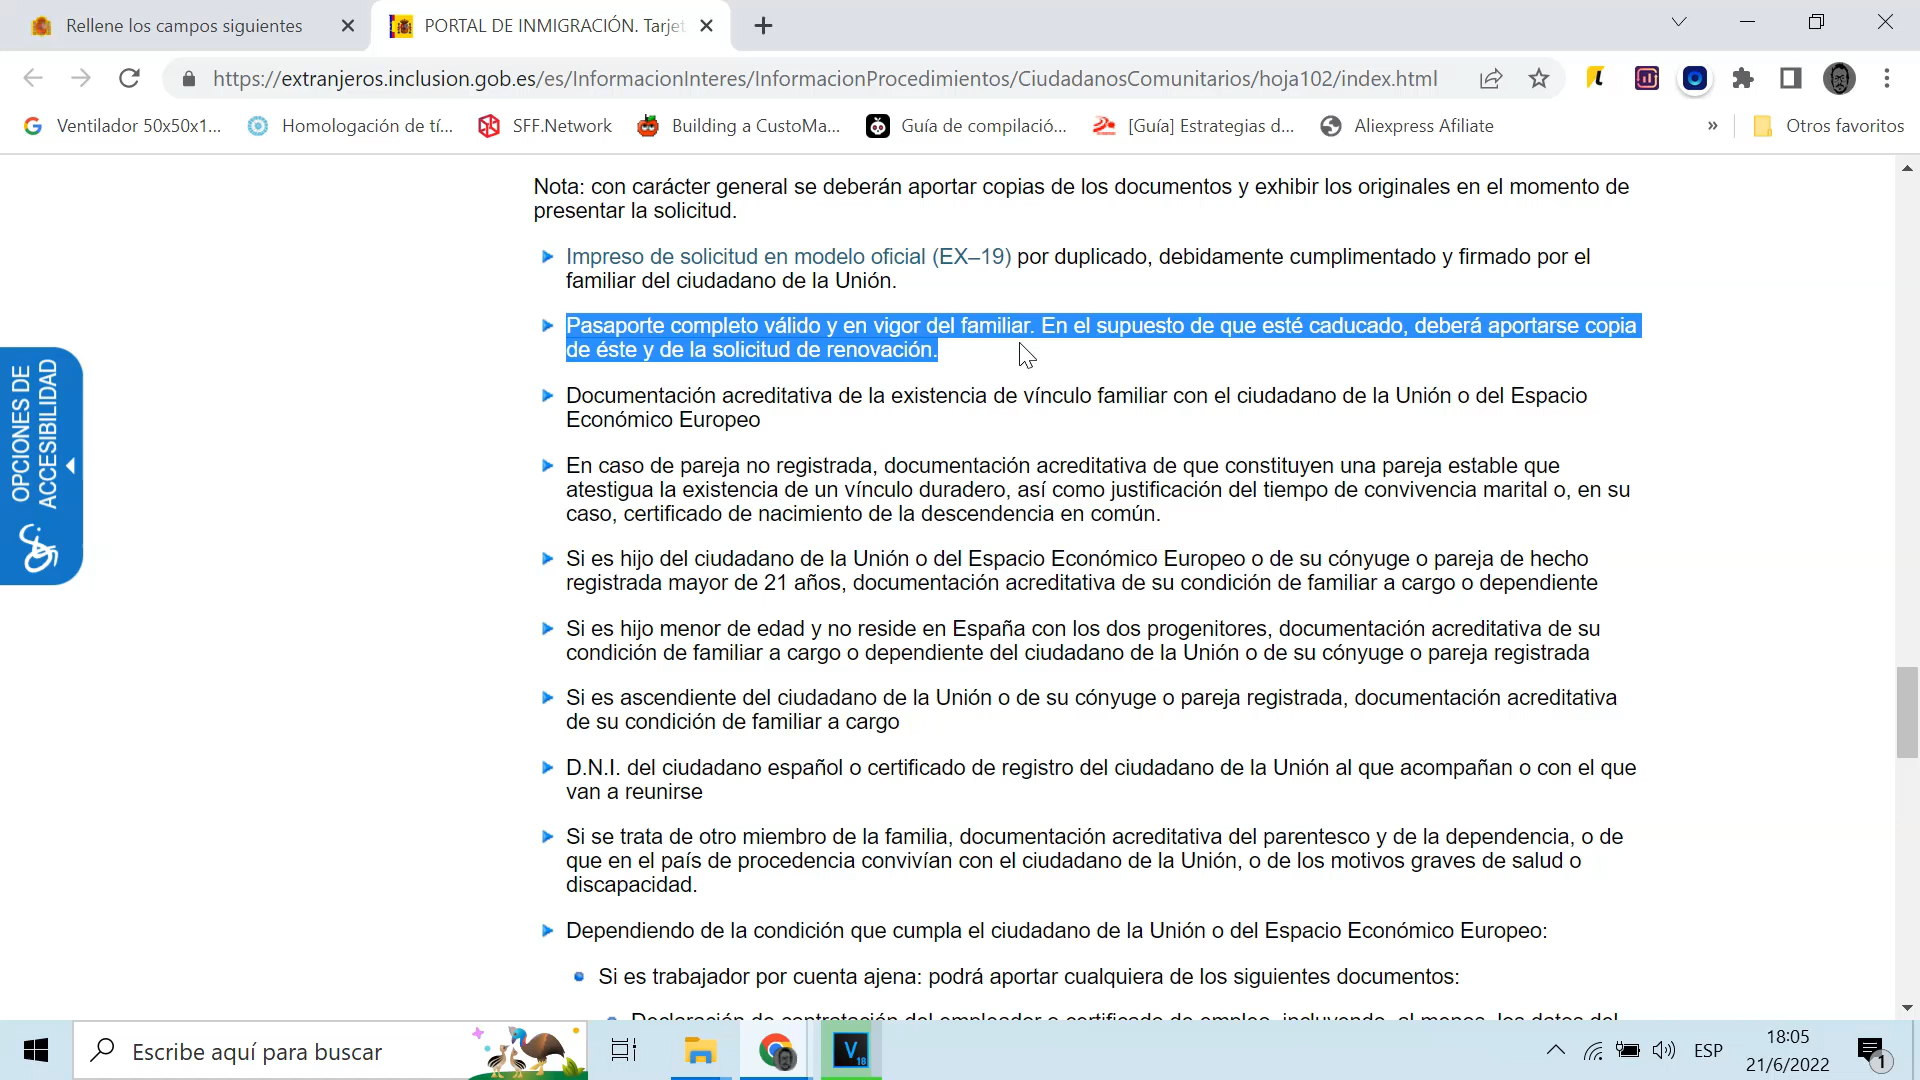 Rellene los campos siguientes
PORTAL DE INMIGRACIÓN. Tarjet
https://extranjeros.inclusion.gob.es/es/InformacionInteres/InformacionProcedimientos/CiudadanosComunitarios/hoja102/index.html
Ventilador 50x50x1...
Homologación de tí...
SFF.Network
Building a CustoMa...
Guía de compilació...
[Guía] Estrategias d...
Aliexpress Afiliate
»
Otros favoritos
Nota: con carácter general se deberán aportar copias de los documentos y exhibir los originales en el momento de
presentar la solicitud.
Impreso de solicitud en modelo oficial (EX–19) por duplicado, debidamente cumplimentado y firmado por el
familiar del ciudadano de la Unión.
Pasaporte completo válido y en vigor del familiar. En el supuesto de que esté caducado, deberá aportarse copia
de éste y de la solicitud de renovación.
Documentación acreditativa de la existencia de vínculo familiar con el ciudadano de la Unión o del Espacio
Económico Europeo
En caso de pareja no registrada, documentación acreditativa de que constituyen una pareja estable que
atestigua la existencia de un vínculo duradero, así como justificación del tiempo de convivencia marital o, en su
caso, certificado de nacimiento de la descendencia en común.
Si es hijo del ciudadano de la Unión o del Espacio Económico Europeo o de su cónyuge o pareja de hecho
registrada mayor de 21 años, documentación acreditativa de su condición de familiar a cargo o dependiente
Si es hijo menor de edad y no reside en España con los dos progenitores, documentación acreditativa de su
condición de familiar a cargo o dependiente del ciudadano de la Unión o de su cónyuge o pareja registrada
Si es ascendiente del ciudadano de la Unión o de su cónyuge o pareja registrada, documentación acreditativa
de su condición de familiar a cargo
D.N.I. del ciudadano español o certificado de registro del ciudadano de la Unión al que acompañan o con el que
van a reunirse
Si se trata de otro miembro de la familia, documentación acreditativa del parentesco y de la dependencia, o de
que en el país de procedencia convivían con el ciudadano de la Unión, o de los motivos graves de salud o
discapacidad.
Dependiendo de la condición que cumpla el ciudadano de la Unión o del Espacio Económico Europeo:
Si es trabajador por cuenta ajena: podrá aportar cualquiera de los siguientes documentos:
Declaración de contratación del empleador o certificado de empleo, incluyendo, al menos, los datos del
OPCIONES DE
ACCESIBILIDAD
Escribe aquí para buscar
V
18
ESP
18:05
21/6/2022
1